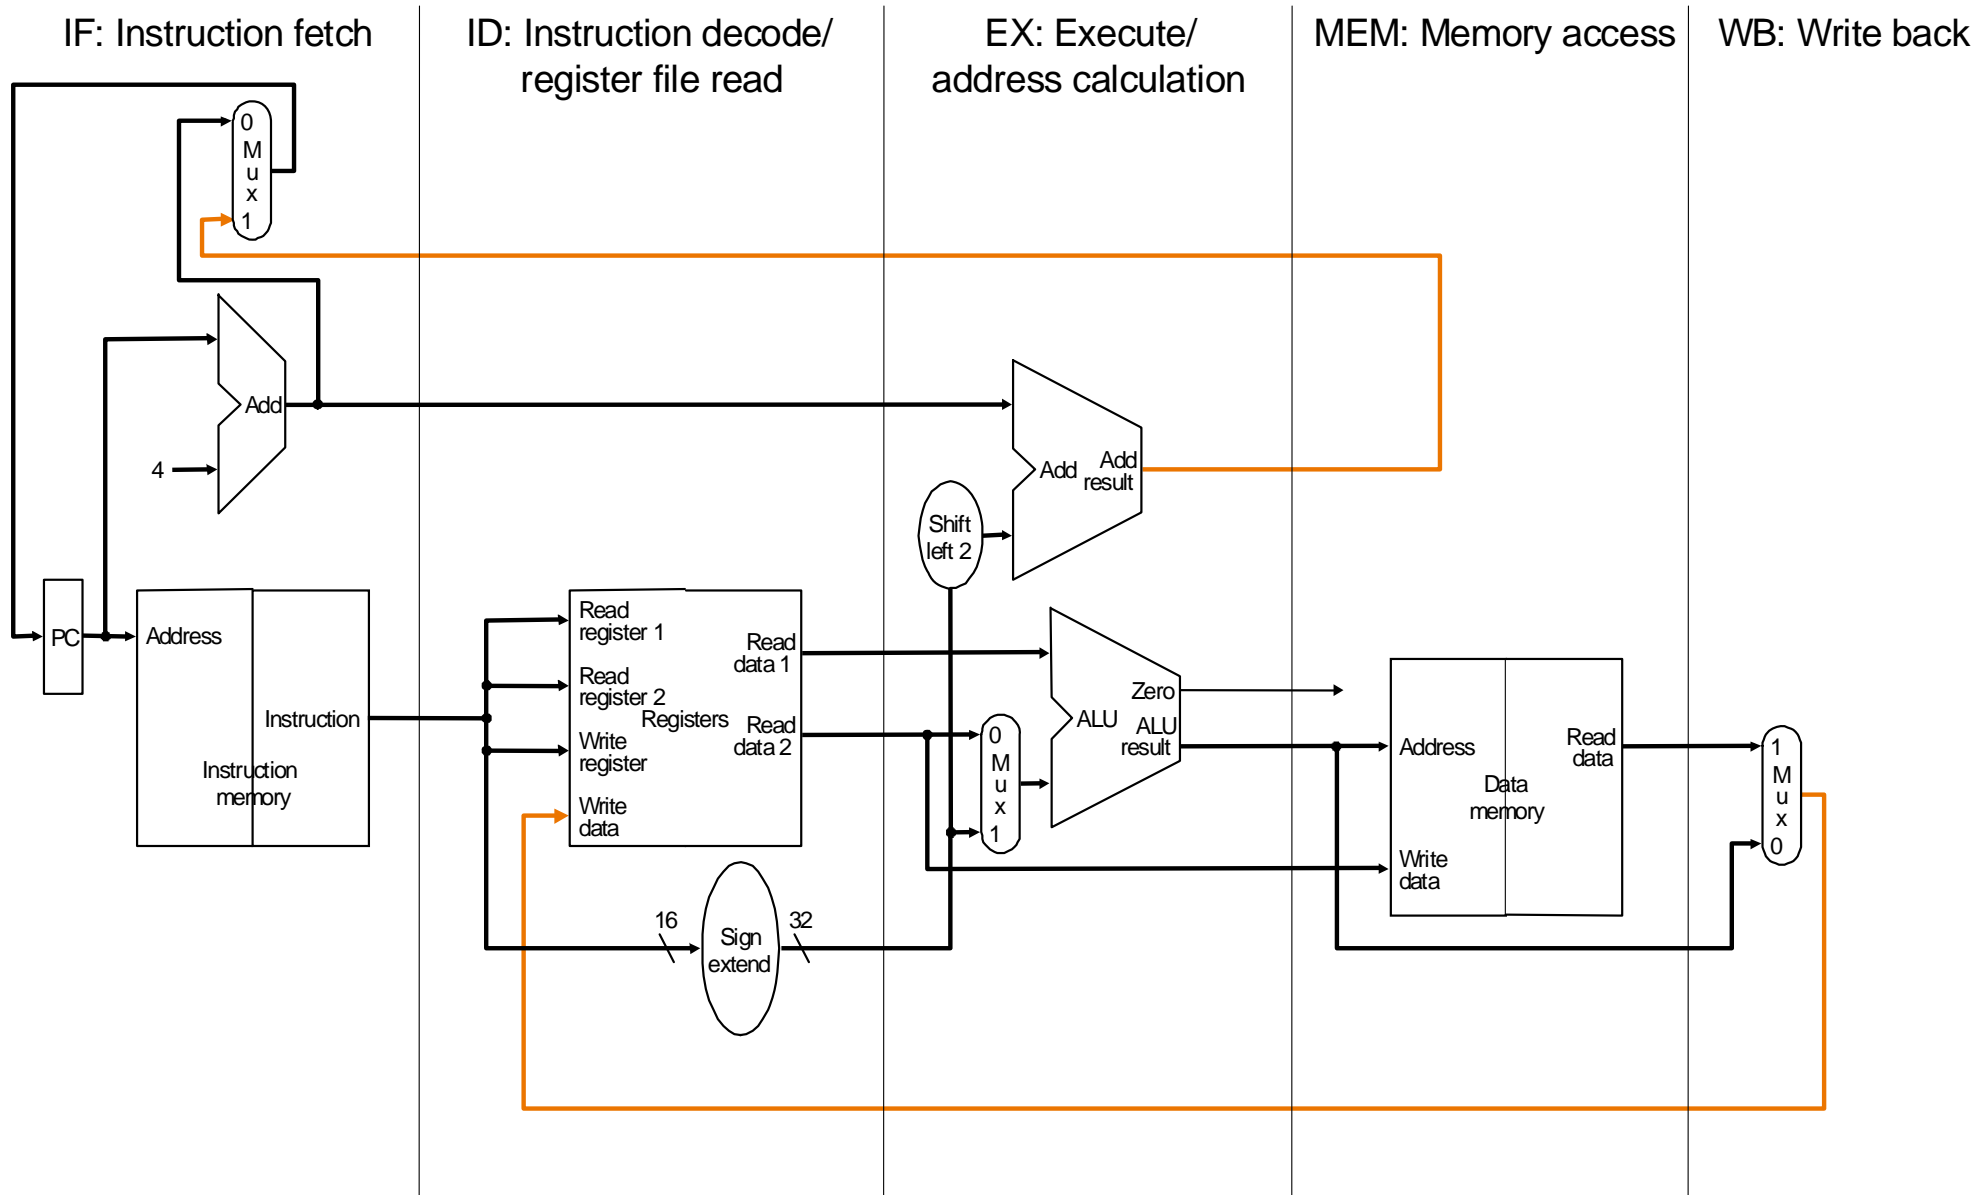 IF: Instruction fetch
ID: Instruction decode/
register file read
EX: Execute/
address calculation
MEM: Memory access
WB: Write back
0
M
u
x
1
Add
4
PC
Address
Instruction
Instruction
memory
Read
register 1
Read
register 2
Write
register
Write
data
Registers
Read
data 1
Read
data 2
16
Sign
extend
32
Shift
left 2
Add
Add
result
0
M
u
x
1
ALU
Zero
ALU
result
Address
Write
data
Data
memory
Read
data
1
M
u
x
0